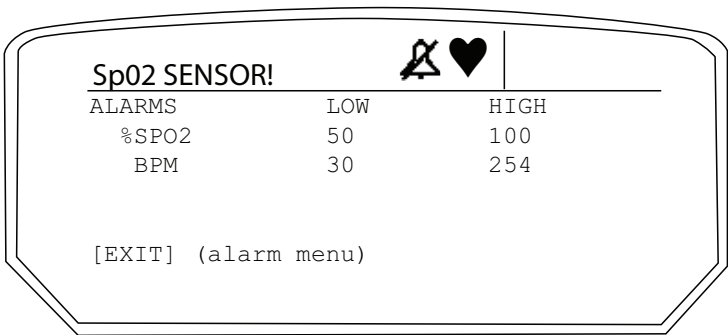 Sp02 SENSOR!
ALARMS LOW HIGH
%SPO2 50 100
BPM 30 254
[EXIT] (alarm menu)